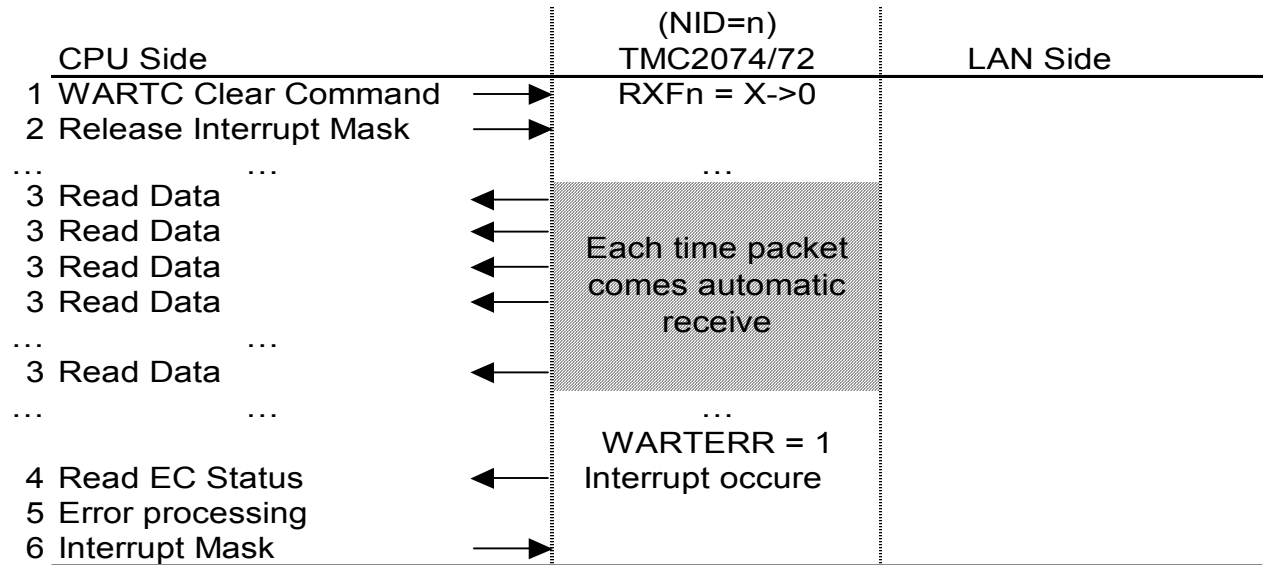 (NID=n)
CPU Side TMC2074/72 LAN Side
1 WARTC Clear Command RXFn = X->0
2 Release Interrupt Mask
... ... ...
3 Read Data
3 Read Data
Each time packet
3 Read Data
comes automatic
3 Read Data
receive
... ...
3 Read Data
... ... ...
WARTERR = 1
4 Read EC Status Interrupt occure
5 Error processing
6 Interrupt Mask